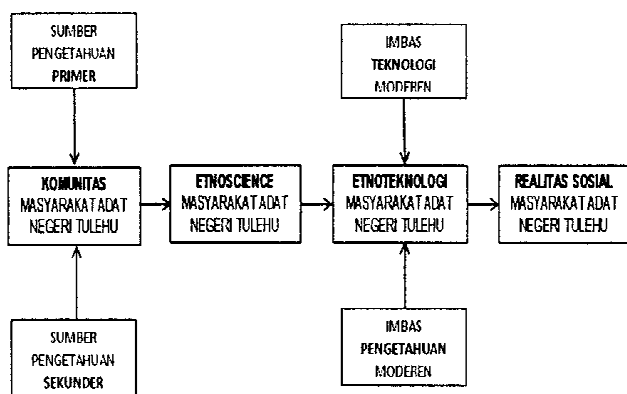 SUMBER
PENGETAHUAN
PRIMER
IMBAS
TEKNOLOGI
MODEREN
KOMUNITAS
MASYARAKAT ADAT
NEGERI TULEHU
ETNOSCIENCE
MASYARAKAT ADAT
NEGERI TULEHU
ETNOTEKNOLOGI
MASYARAKAT ADAT
NEGERI TULEHU
REALITAS SOSIAL
MASYARAKAT ADAT
NEGERI TULEHU
SUMBER
PENGETAHUAN
SEKUNDER
IMBAS
PENGETAHUAN
MODEREN